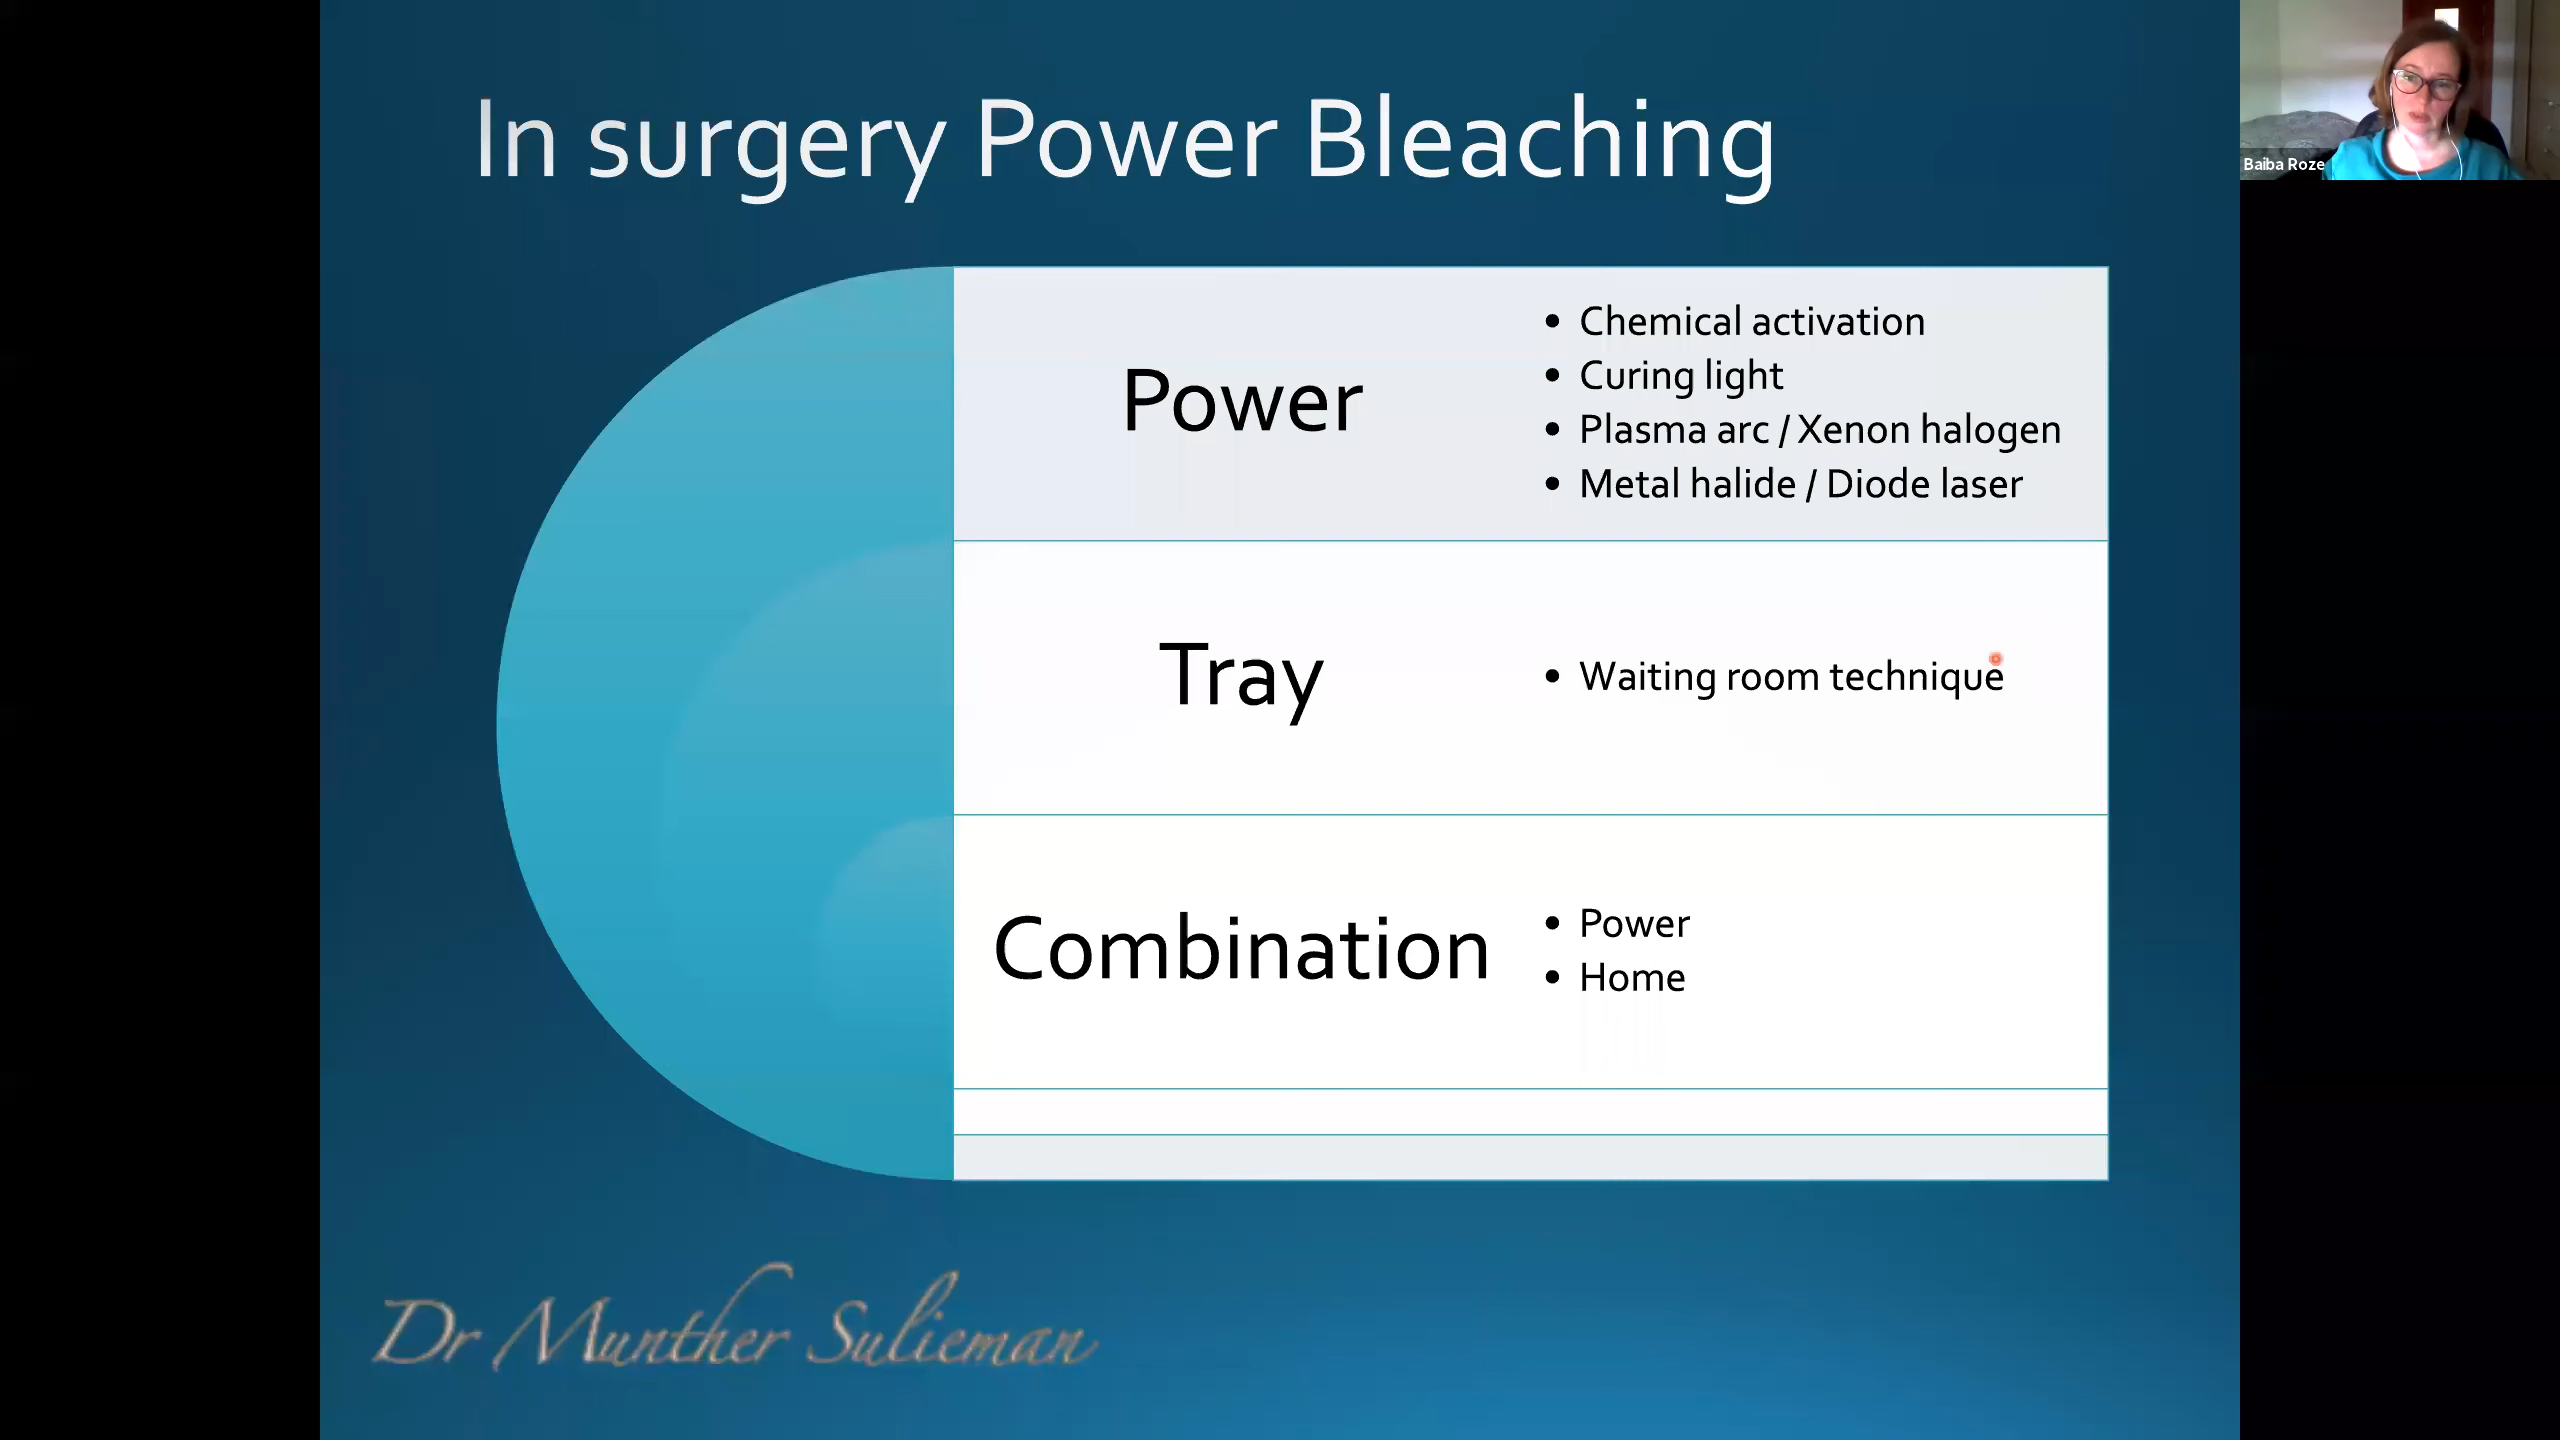 In surgery Power Bleaching
Baiba Roze
Power
• Chemical activation
• Curing light
• Plasma arc / Xenon halogen
• Metal halide / Diode laser
Tray
• Waiting room technique
Combination
• Power
• Home
Dr Munther Sulieman